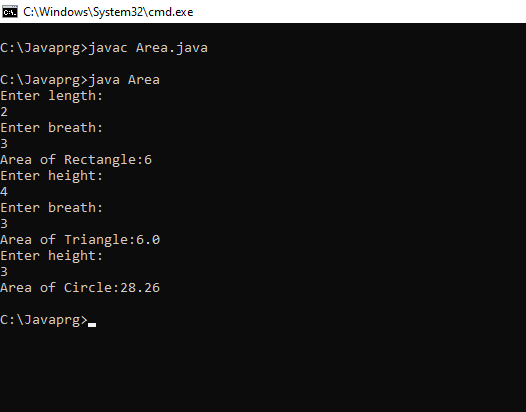 C:\Windows\System32\cmd.exe
C:\Javaprg>javac Area.java
C:\Javaprg>java Area
Enter length:
2
Enter breath:
3
Area of Rectangle:6
Enter height:
4
Enter breath:
3
Area of Triangle:6.0
Enter height:
3
Area of Circle:28.26
C:\Javaprg>